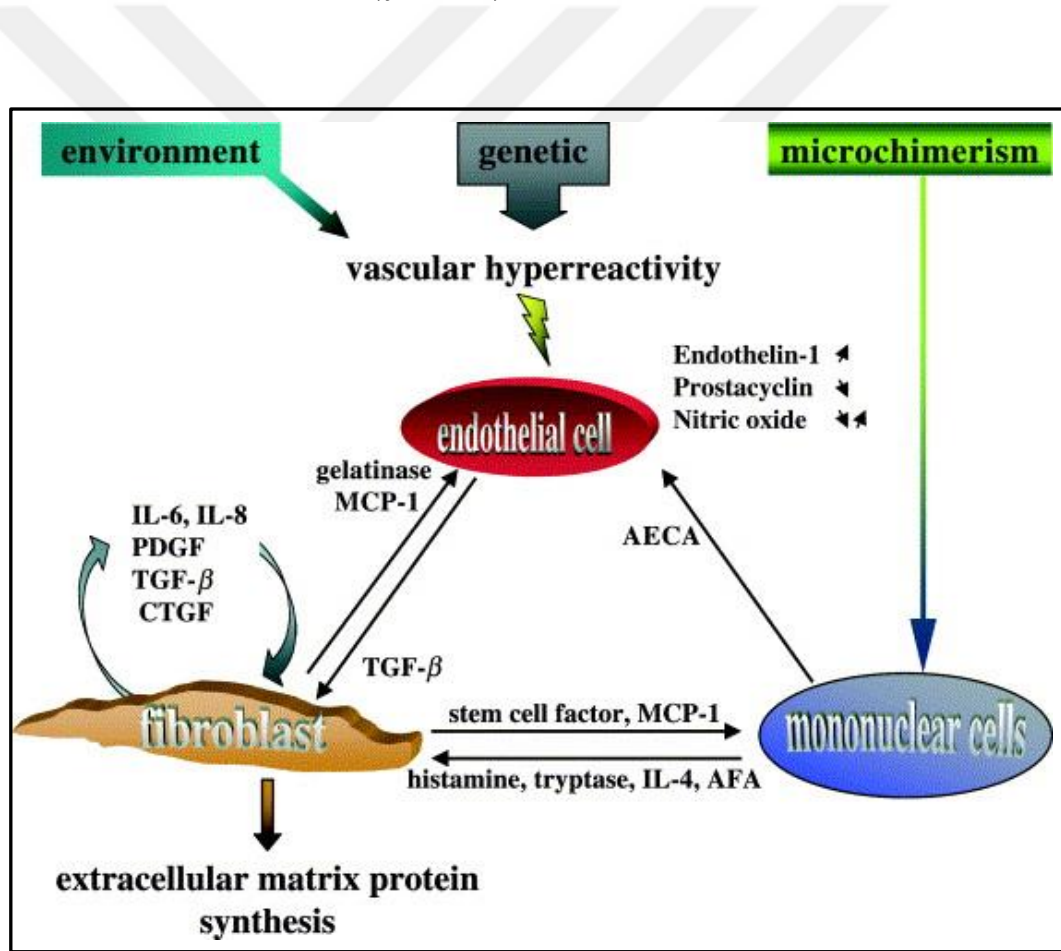 environment
genetic
microchimerism
vascular hyperreactivity
Endothelin-1
Prostacyclin
Nitric oxide
endothelial cell
gelatinase
MCP-1
IL-6, IL-8
PDGF
TGF-β
CTGF
AECA
TGF-β
fibroblast
stem cell factor, MCP-1
mononuclear cells
histamine, tryptase, IL-4, AFA
extracellular matrix protein
synthesis